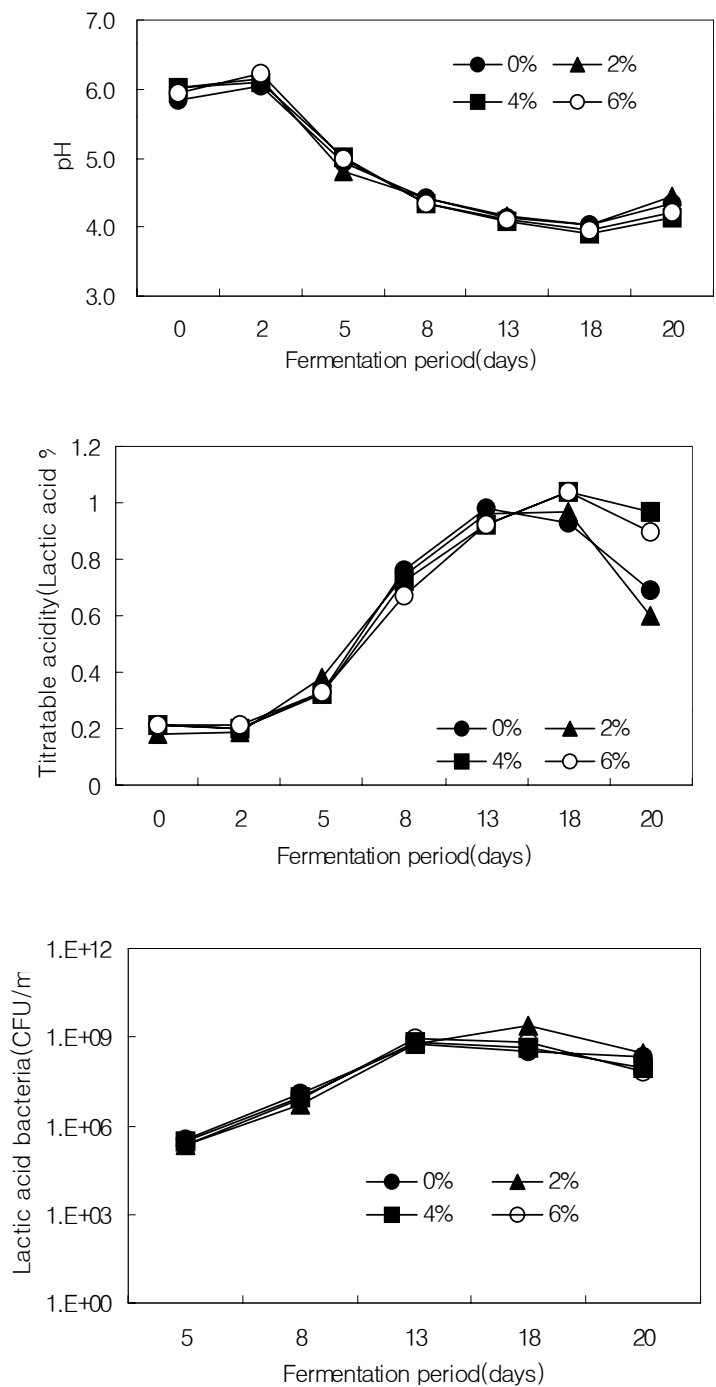 7.0
6.0
5.0
4.0
3.0
pH
0% 2%
4% 6%
0 2 5 8 13 18 20
Fermentation period(days)
1.2
1
0.8
0.6
0.4
0.2
0
Titratable acidity(Lactic acid %
0% 2%
4% 6%
0 2 5 8 13 18 20
Fermentation period(days)
1.E+12
1.E+09
1.E+06
1.E+03
1.E+00
Lactic acid bacteria(CFU/m
0% 2%
4% 6%
5 8 13 18 20
Fermentation period(days)